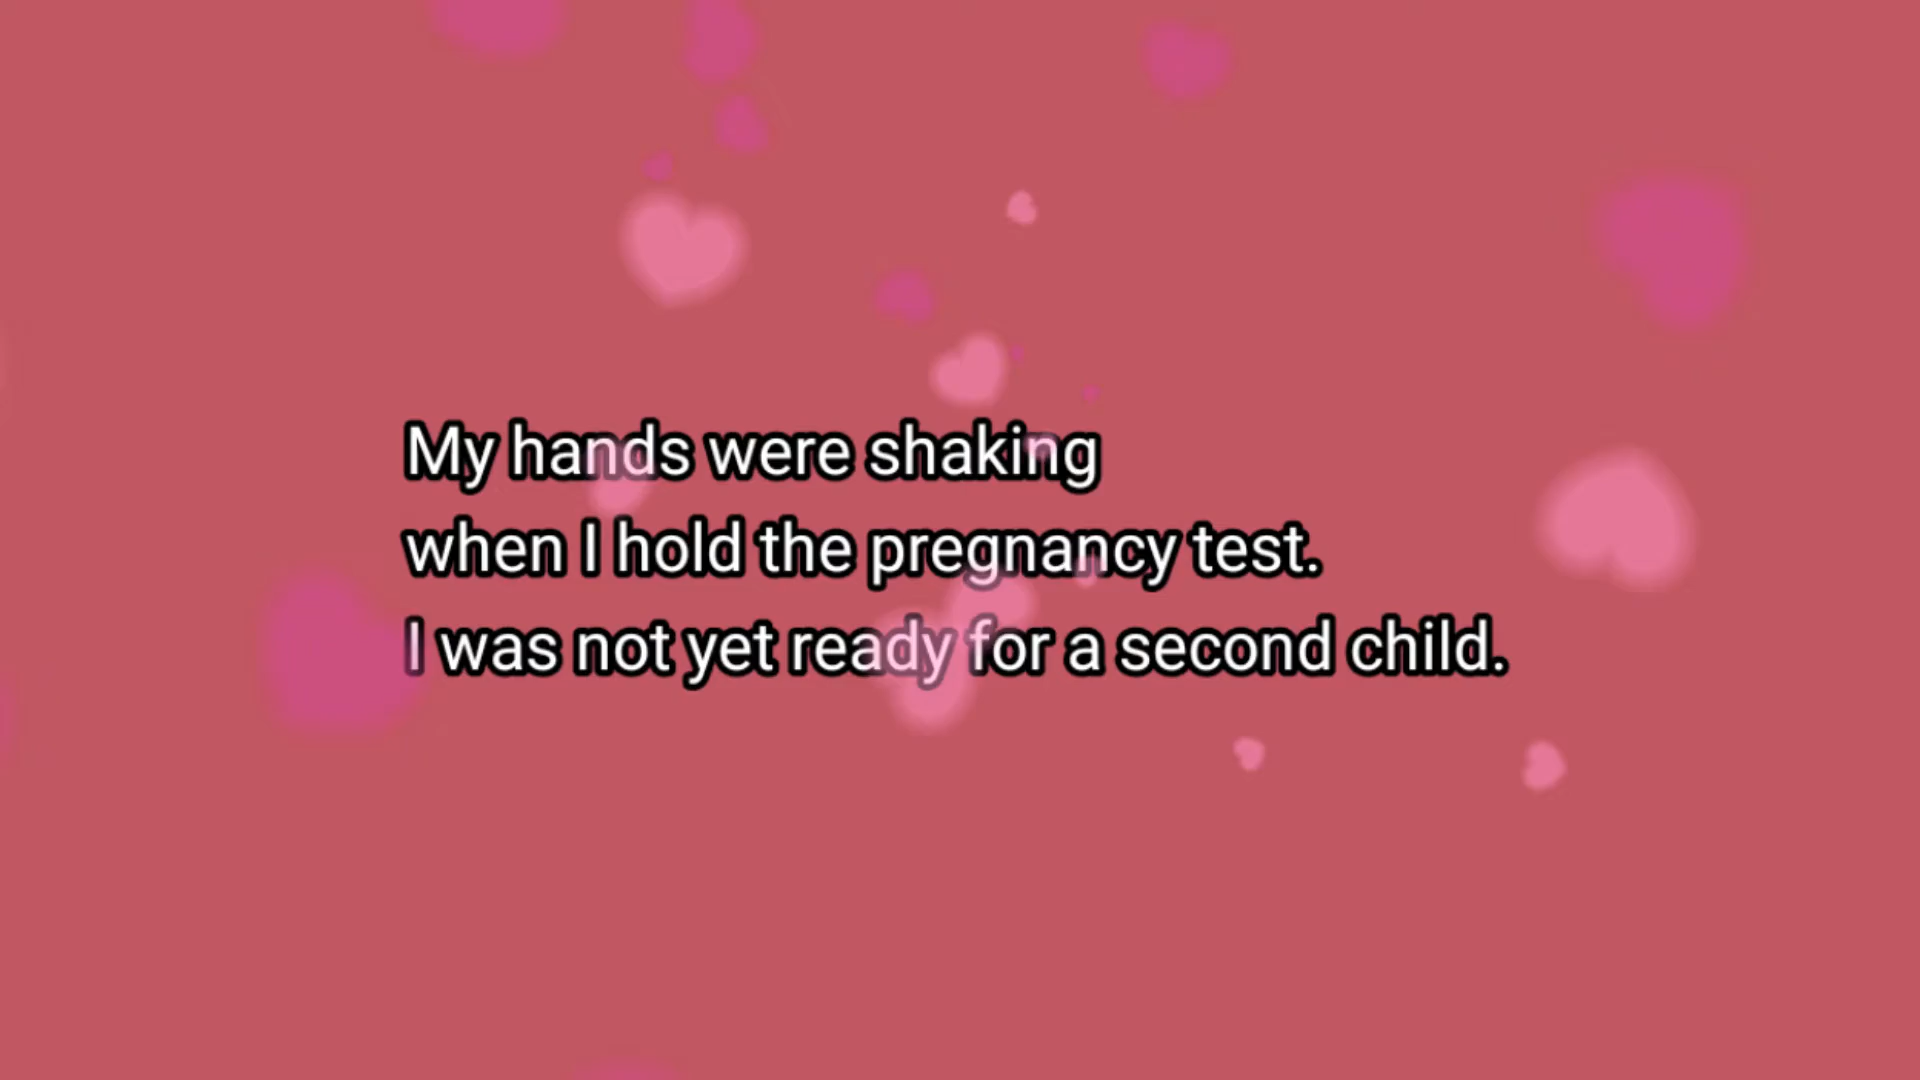 My hands were shaking
when I hold the pregnancy test.
I was not yet ready for a second child.